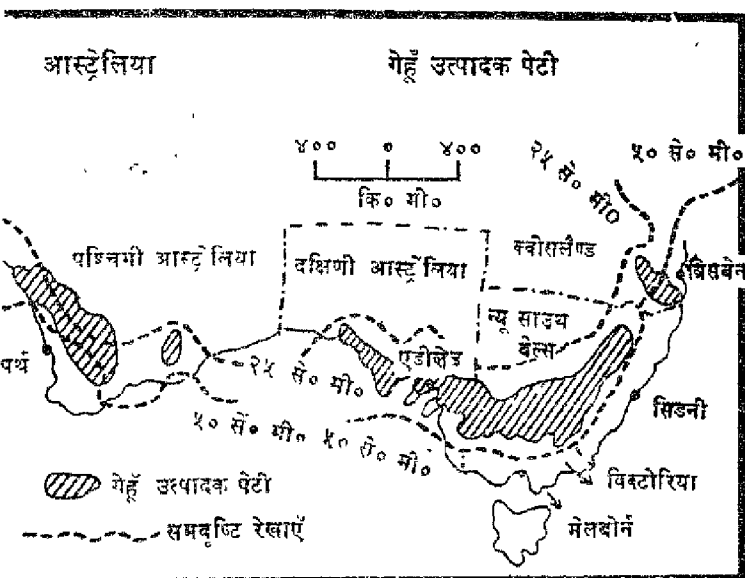 आस्ट्रेलिया
गेहूँ उत्पादक पेटी
४०० ० ४००
कि० मी०
२५ से० मी०
५० से० मी०
पश्चिमी आस्ट्रेलिया
दक्षिणी आस्ट्रेलिया
क्वीसलैण्ड
ब्रिसबेन
न्यू साउथ
वेल्स
पर्थ
एडीलेड
२५ से० मी०
५० सें० मी०
५० से० मी०
सिडनी
विक्टोरिया
मेलबोर्न
गेहूँ उत्पादक पेटी
समवृष्टि रेखाएँ